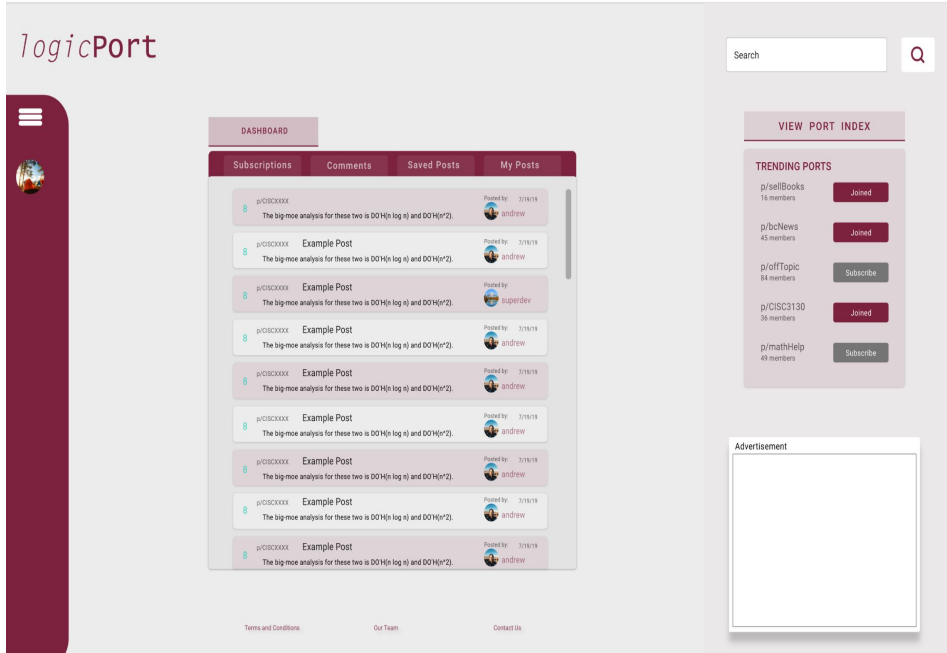 logicPort
Search
DASHBOARD
Subscriptions Comments Saved Posts My Posts
p/CISCXXXX
8
The big-moe analysis for these two is DO'H(n log n) and DO'H(n^2).
Posted by: 7/19/19
andrew
p/CISCXXXX Example Post
8
The big-moe analysis for these two is DO'H(n log n) and DO'H(n^2).
Posted by: 7/19/19
andrew
p/CISCXXXX Example Post
8
The big-moe analysis for these two is DO'H(n log n) and DO'H(n^2).
Posted by: 7/19/19
superdev
p/CISCXXXX Example Post
8
The big-moe analysis for these two is DO'H(n log n) and DO'H(n^2).
Posted by: 7/19/19
andrew
p/CISCXXXX Example Post
8
The big-moe analysis for these two is DO'H(n log n) and DO'H(n^2).
Posted by: 7/19/19
andrew
p/CISCXXXX Example Post
8
The big-moe analysis for these two is DO'H(n log n) and DO'H(n^2).
Posted by: 7/19/19
andrew
p/CISCXXXX Example Post
8
The big-moe analysis for these two is DO'H(n log n) and DO'H(n^2).
Posted by: 7/19/19
andrew
p/CISCXXXX Example Post
8
The big-moe analysis for these two is DO'H(n log n) and DO'H(n^2).
Posted by: 7/19/19
andrew
p/CISCXXXX Example Post
8
The big-moe analysis for these two is DO'H(n log n) and DO'H(n^2).
Posted by: 7/19/19
andrew
VIEW PORT INDEX
TRENDING PORTS
p/sellBooks
16 members
Joined
p/bcNews
45 members
Joined
p/offTopic
84 members
Subscribe
p/CISC3130
36 members
Joined
p/mathHelp
49 members
Subscribe
Advertisement
Terms and Conditions Our Team Contact Us